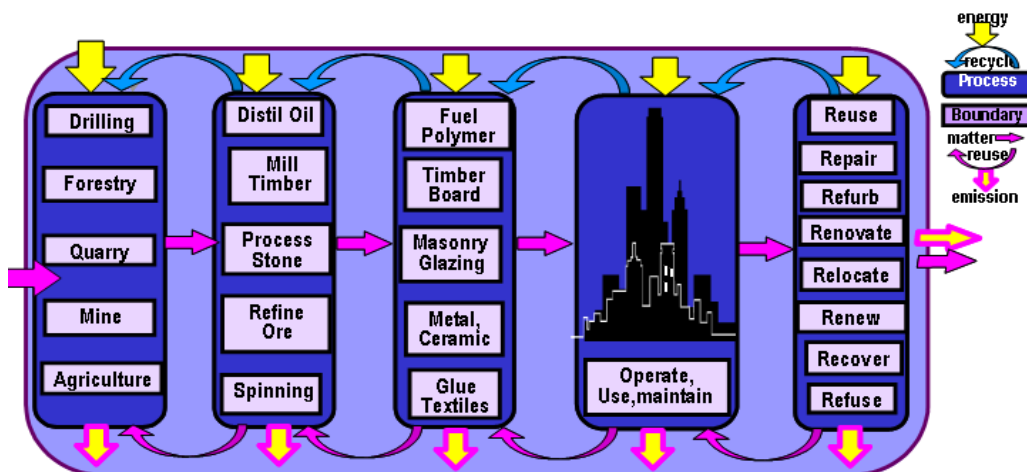 Drilling
Forestry
Quarry
Mine
Agriculture
Distil Oil
Mill
Timber
Process
Stone
Refine
Ore
Spinning
Fuel
Polymer
Timber
Board
Masonry
Glazing
Metal,
Ceramic
Glue
Textiles
Operate,
Use,maintain
Reuse
Repair
Refurb
Renovate
Relocate
Renew
Recover
Refuse
energy
recycl
Process
Boundary
matter
reuse
emission